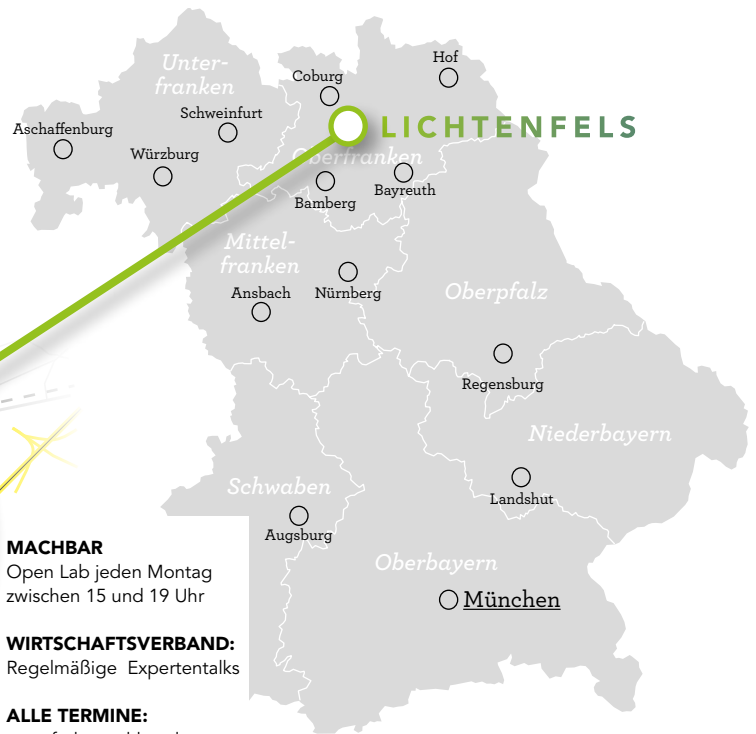 Hof
Unter-
franken
Coburg
Schweinfurt
LICHTENFELS
Aschaffenburg
Würzburg
Oberfranken
Bayreuth
Bamberg
Mittel-
franken
Ansbach
Nürnberg
Oberpfalz
Regensburg
Niederbayern
Schwaben
Landshut
Augsburg
Oberbayern
München
MACHBAR
Open Lab jeden Montag
zwischen 15 und 19 Uhr
WIRTSCHAFTSVERBAND:
Regelmäßige Expertentalks
ALLE TERMINE: